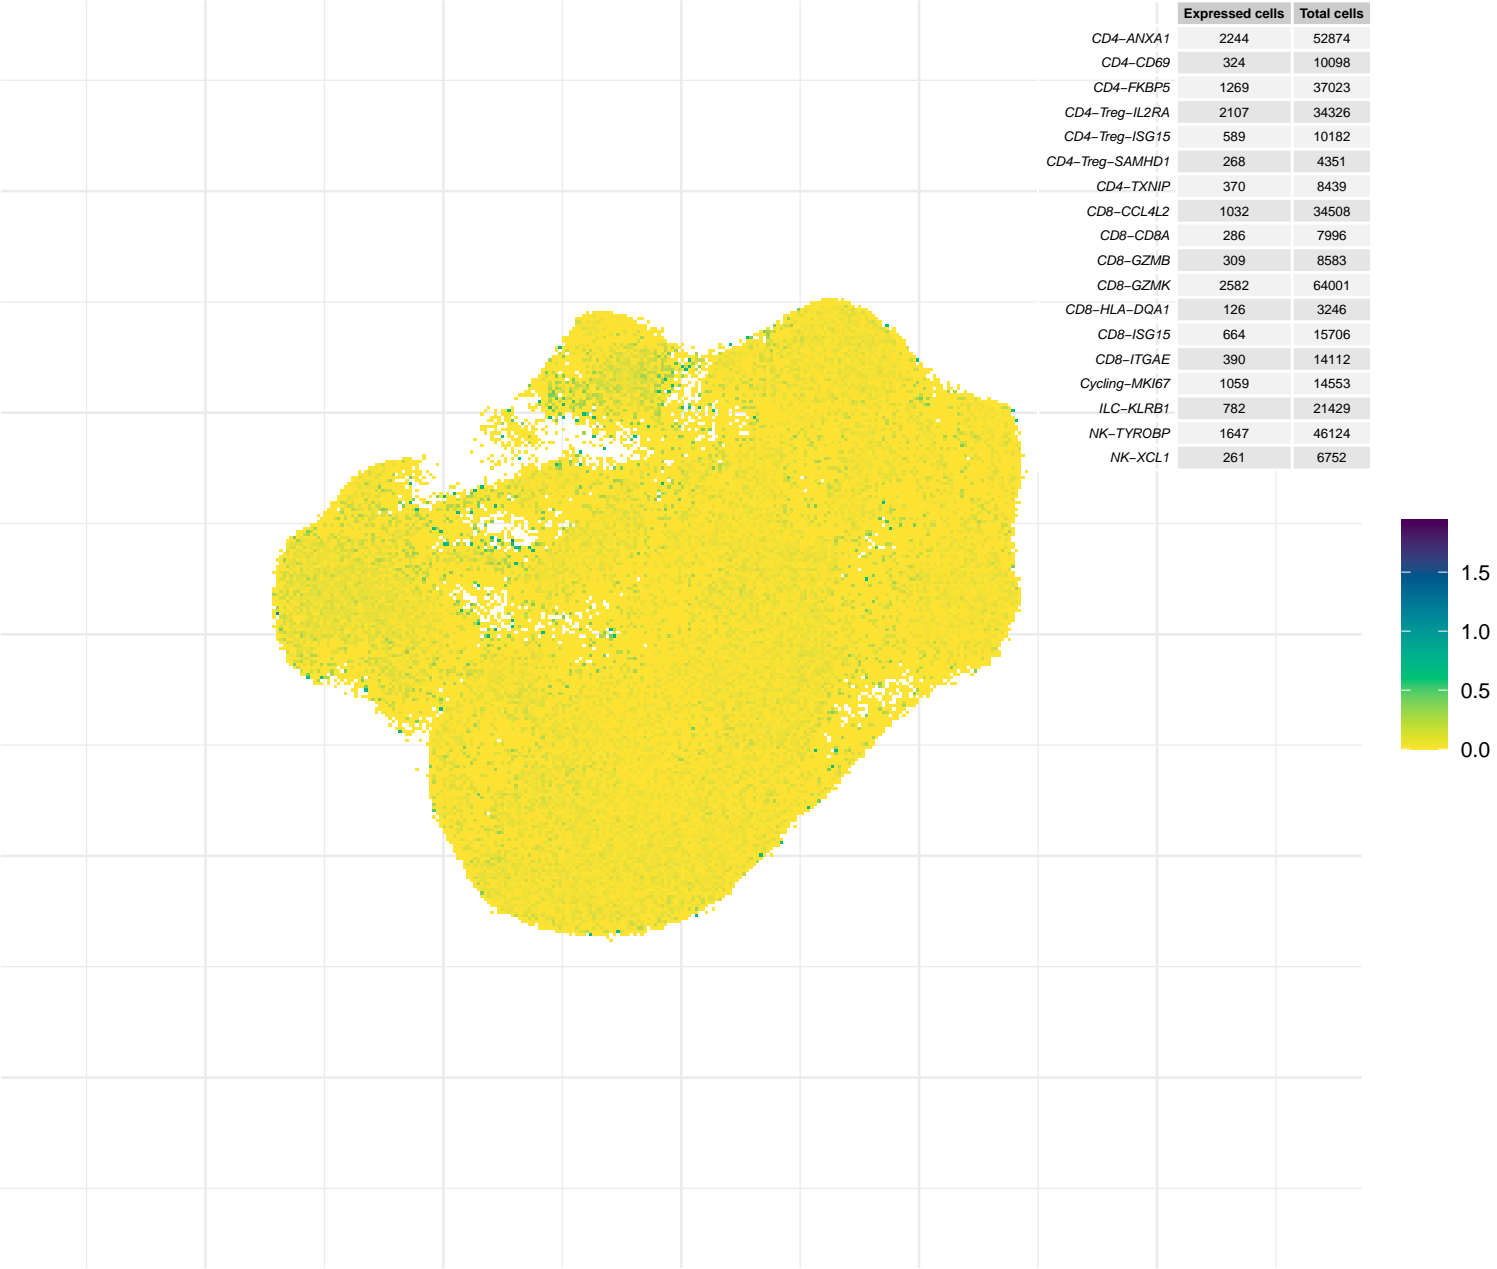 Expressed cells Total cells
CD4−ANXA1 2244 52874
CD4−CD69 324 10098
CD4−FKBP5 1269 37023
CD4−Treg−IL2RA 2107 34326
CD4−Treg−ISG15 589 10182
CD4−Treg−SAMHD1 268 4351
CD4−TXNIP 370 8439
CD8−CCL4L2 1032 34508
CD8−CD8A 286 7996
CD8−GZMB 309 8583
CD8−GZMK 2582 64001
CD8−HLA−DQA1 126 3246
CD8−ISG15 664 15706
CD8−ITGAE 390 14112
Cycling−MKI67 1059 14553
ILC−KLRB1 782 21429
NK−TYROBP 1647 46124
NK−XCL1 261 6752
1.5
1.0
0.5
0.0